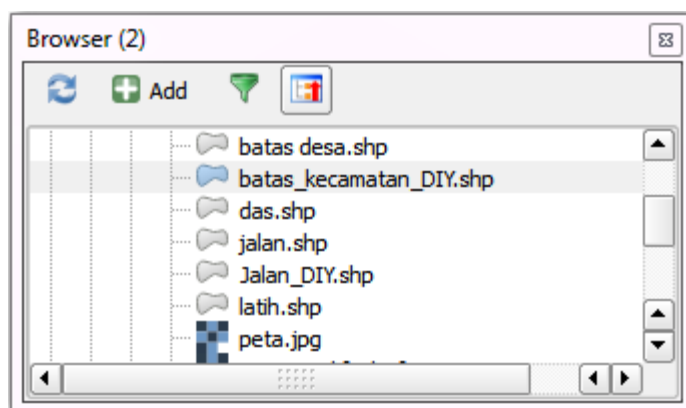 Browser (2)
Add
batas desa.shp
batas_kecamatan_DIY.shp
das.shp
jalan.shp
Jalan_DIY.shp
latih.shp
peta.jpg